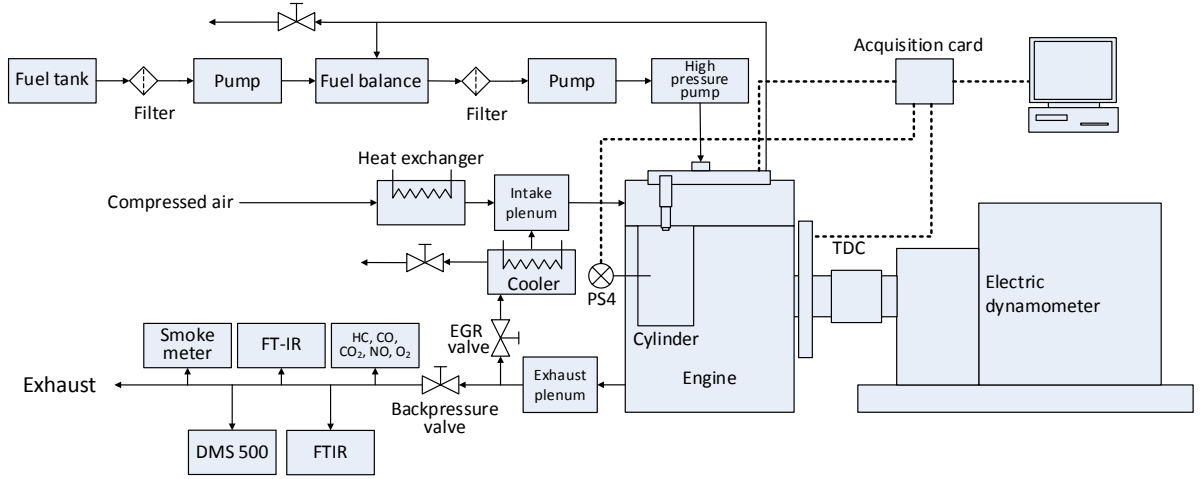 Acquisition card
Fuel tank
Filter
Pump
Fuel balance
Filter
Pump
High
pressure
pump
Heat exchanger
Compressed air
Intake
plenum
Cooler
PS4
TDC
Electric
dynamometer
Cylinder
Engine
EGR
valve
Smoke
meter
FT-IR
HC, CO,
CO₂, NO, O₂
Exhaust
Exhaust
plenum
Backpressure
valve
DMS 500
FTIR